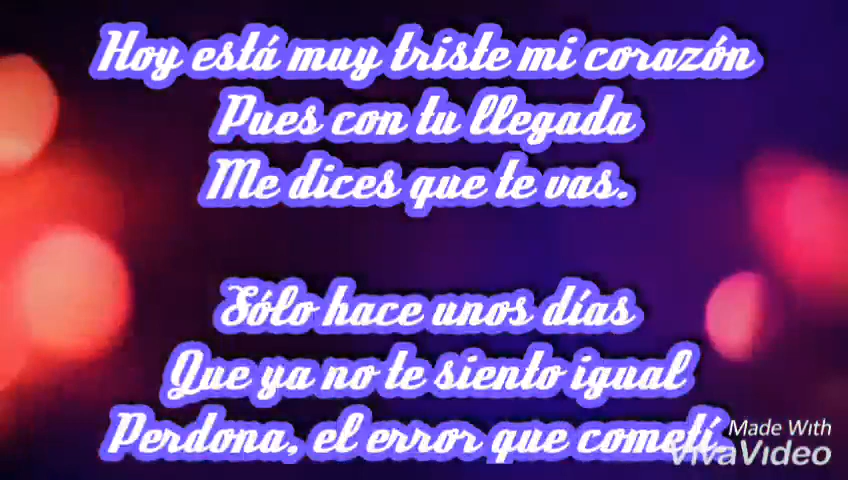 Hoy está muy triste mi corazón
Pues con tu llegada
Me dices que te vas.
Sólo hace unos días
Que ya no te siento igual
Perdona, el error que cometí.
Made With
VivaVideo